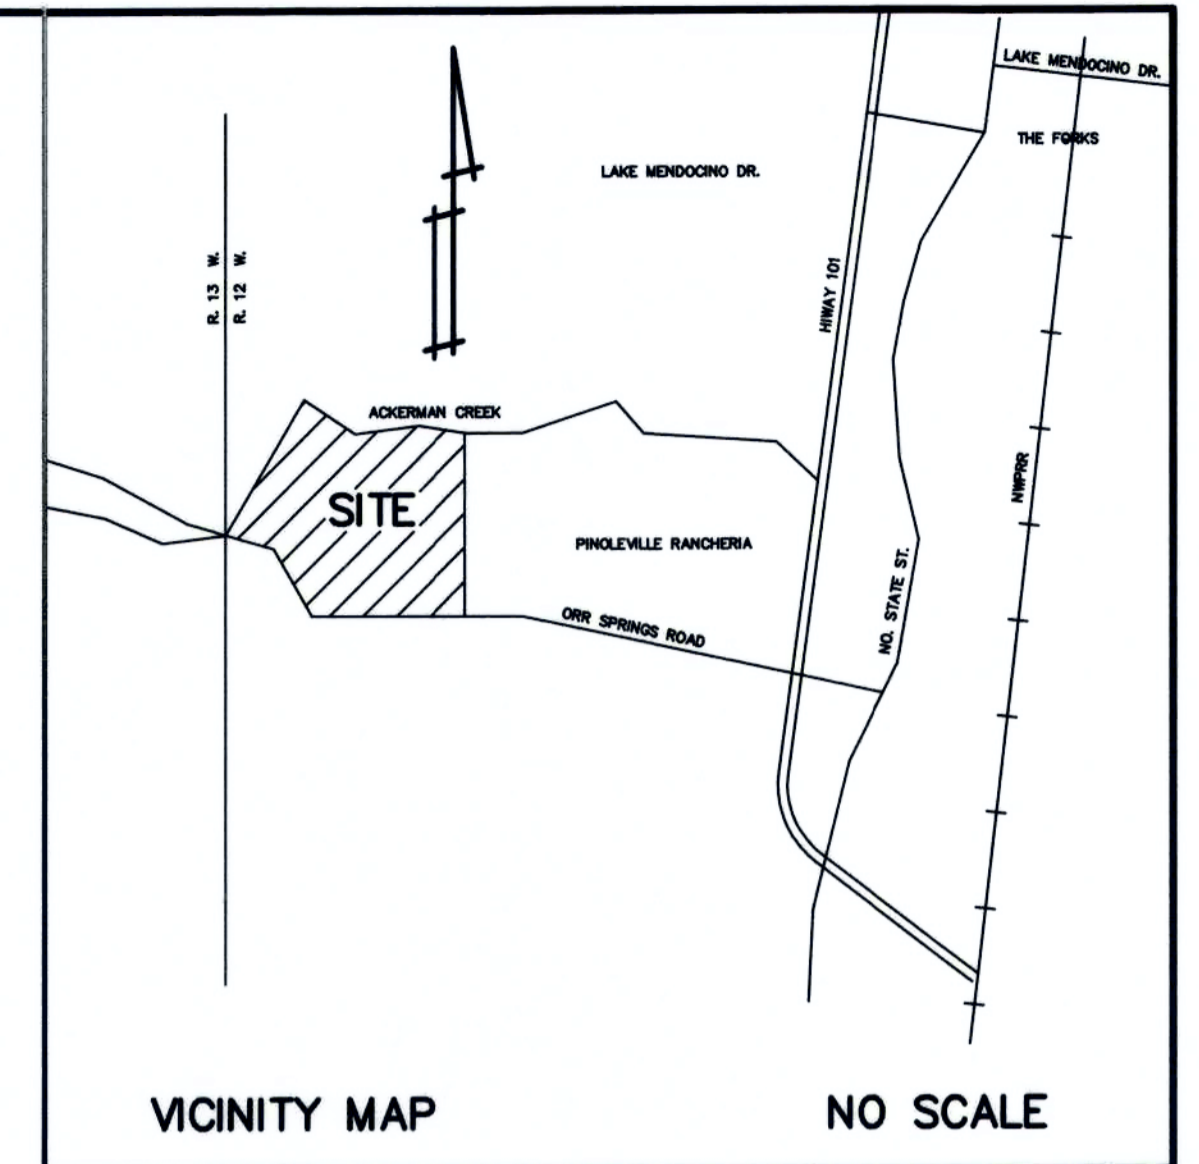 LAKE MENDOCINO DR.
THE FORKS
LAKE MENDOCINO DR.
R. 13 W.
R. 12 W.
HIWAY 101
ACKERMAN CREEK
NWPRR
SITE
PINOLEVILLE RANCHERIA
NO. STATE ST.
ORR SPRINGS ROAD
VICINITY MAP
NO SCALE